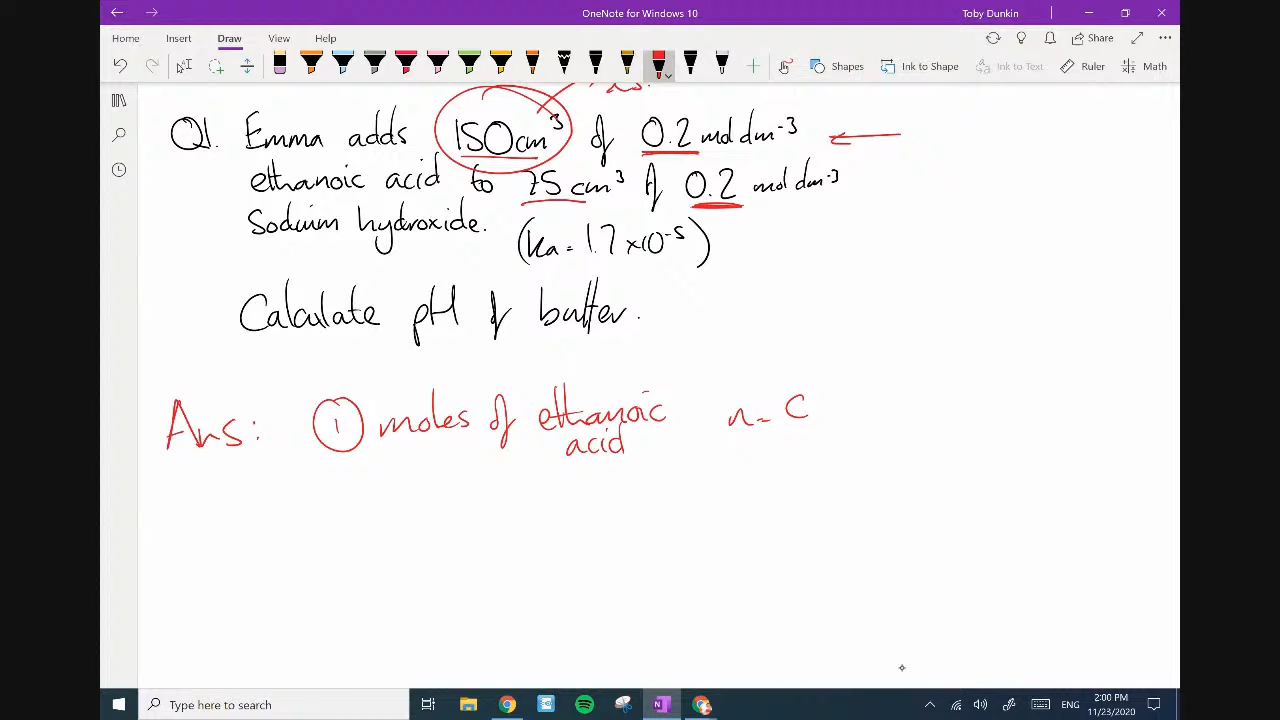 OneNote for Windows 10
Toby Dunkin
Home Insert Draw View Help
Share
Shapes Ink to Shape Ink to Text Ruler Math
Q1. Emma adds 150cm³ of 0.2 mol dm-3
ethanoic acid to 75 cm³ of 0.2 mol dm-3
Sodium hydroxide. (Ka = 1.7 ×10-5)
Calculate pH of buffer.
Ans: 1 moles of ethanoic n= C
acid
Type here to search
ENG
2:00 PM
11/23/2020